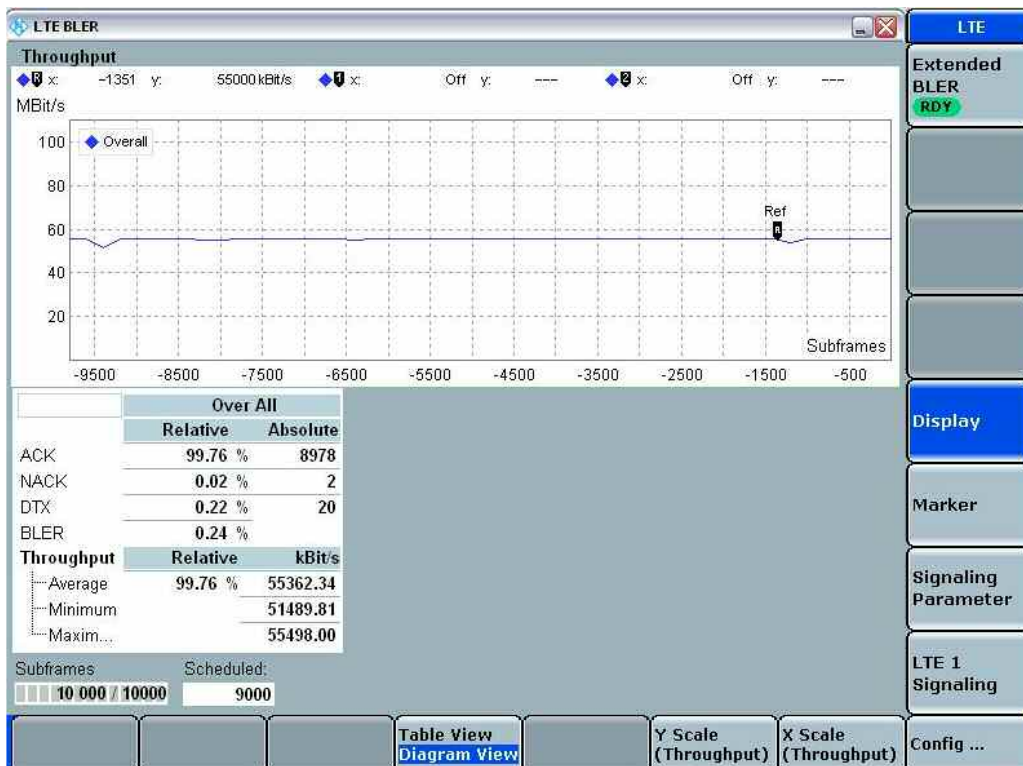 LTE BLER
LTE
Throughput
R x: -1351 y: 55000 kBit/s 1 x: Off y: --- 2 x: Off y: ---
MBit/s
Extended
BLER
RDY
100
Overall
80
60
40
20
Ref
R
Subframes
-9500 -8500 -7500 -6500 -5500 -4500 -3500 -2500 -1500 -500
Over All
Relative Absolute
ACK 99.76 % 8978
NACK 0.02 % 2
DTX 0.22 % 20
BLER 0.24 %
Throughput Relative kBit/s
Average 99.76 % 55362.34
Minimum 51489.81
Maxim... 55498.00
Subframes Scheduled:
10 000 / 10000 9000
Display
Marker
Signaling
Parameter
LTE 1
Signaling
Table View
Diagram View
Y Scale
(Throughput)
X Scale
(Throughput)
Config ...